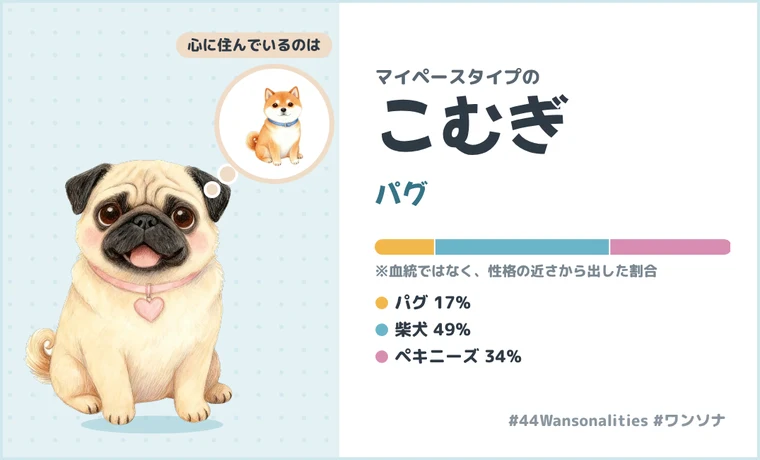 心に住んでいるのは
マイペースタイプの
こむぎ
パグ
※血統ではなく、性格の近さから出した割合
パグ 17%
柴犬 49%
ペキニーズ 34%
#44Wansonalities #ワンソナ